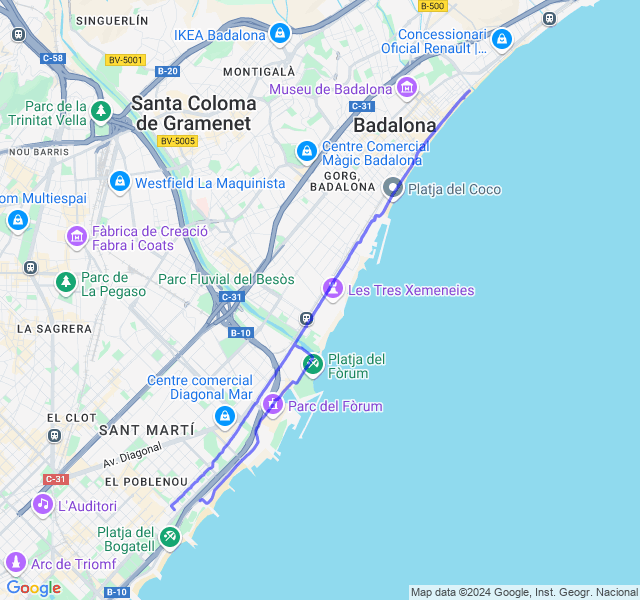 SINGUERLÍN
B-500
IKEA Badalona
Concessionari
Oficial Renault |...
C-58
BV-5001
B-20
MONTIGALÀ
Museu de Badalona
Parc de la
Trinitat Vella
Santa Coloma
de Gramenet
C-31
Badalona
BV-5005
NOU BARRIS
Centre Comercial
Màgic Badalona
GORG,
BADALONA
om Multiespai
Westfield La Maquinista
Platja del Coco
Fàbrica de Creació
Fabra i Coats
Parc de
La Pegaso
Parc Fluvial del Besòs
C-31
Les Tres Xemeneies
LA SAGRERA
B-10
Platja del
Fòrum
Centre comercial
Diagonal Mar
Parc del Fòrum
EL CLOT
SANT MARTÍ
Av. Diagonal
C-31
EL POBLENOU
L'Auditori
Platja del
Bogatell
Arc de Triomf
Google
B-10
Map data ©2024 Google, Inst. Geogr. Nacional